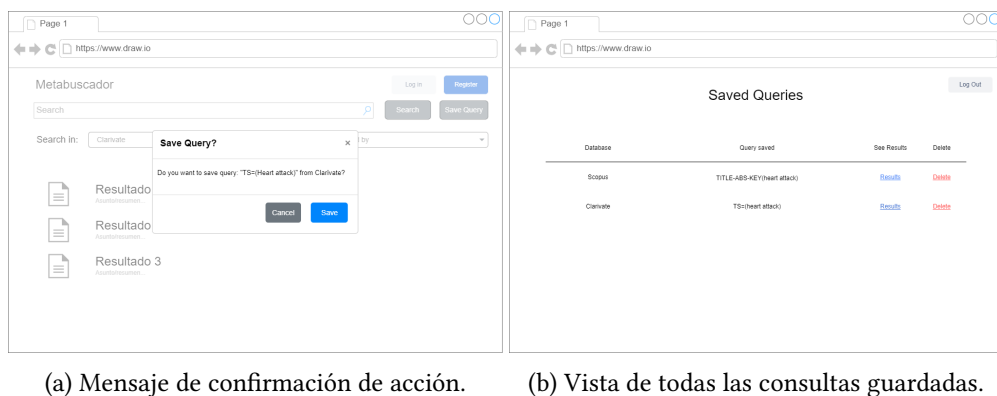 Page 1
https://www.draw.io
Metabuscador
Log in
Register
Search
Search
Save Query
Search in:
Clarivate
by
Save Query?
×
Do you want to save query: "TS=(Heart attack)" from Clarivate?
Cancel
Save
Resultado
Resultado
Resultado 3
Page 1
https://www.draw.io
Log Out
Saved Queries
Database Query saved See Results Delete
Scopus TITLE-ABS-KEY(heart attack) Results Delete
Clarivate TS=(heart attack) Results Delete
(a) Mensaje de confirmación de acción.
(b) Vista de todas las consultas guardadas.